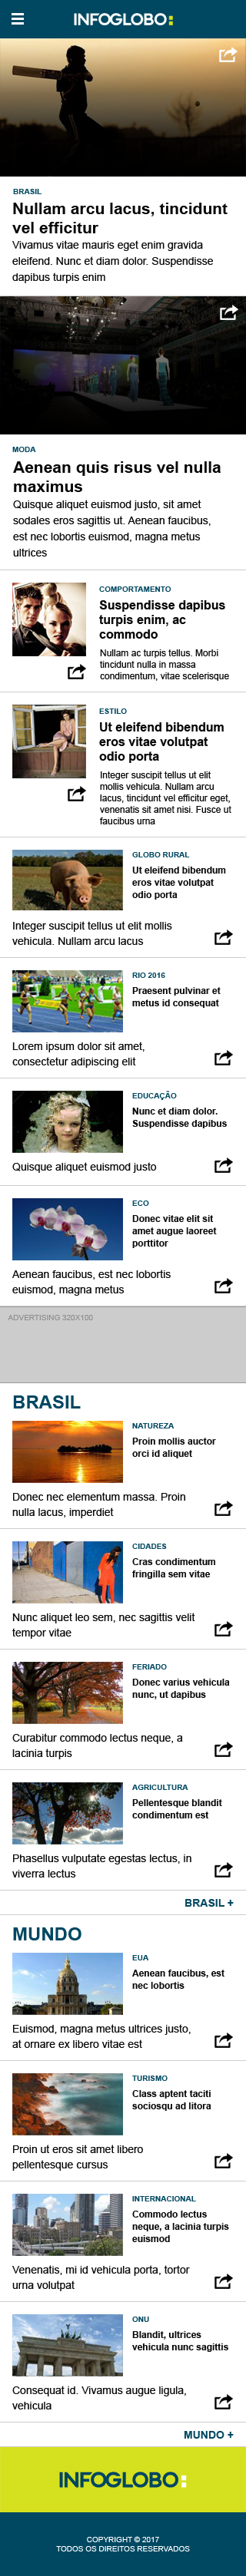 INFOGLOBO:
BRASIL
Nullam arcu lacus, tincidunt
vel efficitur
Vivamus vitae mauris eget enim gravida
eleifend. Nunc et diam dolor. Suspendisse
dapibus turpis enim
MODA
Aenean quis risus vel nulla
maximus
Quisque aliquet euismod justo, sit amet
sodales eros sagittis ut. Aenean faucibus,
est nec lobortis euismod, magna metus
ultrices
COMPORTAMENTO
Suspendisse dapibus
turpis enim, ac
commodo
Nullam ac turpis tellus. Morbi
tincidunt nulla in massa
condimentum, vitae scelerisque
ESTILO
Ut eleifend bibendum
eros vitae volutpat
odio porta
Integer suscipit tellus ut elit
mollis vehicula. Nullam arcu
lacus, tincidunt vel efficitur eget,
venenatis sit amet nisi. Fusce ut
faucibus urna
GLOBO RURAL
Ut eleifend bibendum
eros vitae volutpat
odio porta
Integer suscipit tellus ut elit mollis
vehicula. Nullam arcu lacus
RIO 2016
Praesent pulvinar et
metus id consequat
Lorem ipsum dolor sit amet,
consectetur adipiscing elit
EDUCAÇÃO
Nunc et diam dolor.
Suspendisse dapibus
Quisque aliquet euismod justo
ECO
Donec vitae elit sit
amet augue laoreet
porttitor
Aenean faucibus, est nec lobortis
euismod, magna metus
ADVERTISING 320X100
BRASIL
NATUREZA
Proin mollis auctor
orci id aliquet
Donec nec elementum massa. Proin
nulla lacus, imperdiet
CIDADES
Cras condimentum
fringilla sem vitae
Nunc aliquet leo sem, nec sagittis velit
tempor vitae
FERIADO
Donec varius vehicula
nunc, ut dapibus
Curabitur commodo lectus neque, a
lacinia turpis
AGRICULTURA
Pellentesque blandit
condimentum est
Phasellus vulputate egestas lectus, in
viverra lectus
BRASIL +
MUNDO
EUA
Aenean faucibus, est
nec lobortis
Euismod, magna metus ultrices justo,
at ornare ex libero vitae est
TURISMO
Class aptent taciti
sociosqu ad litora
Proin ut eros sit amet libero
pellentesque cursus
INTERNACIONAL
Commodo lectus
neque, a lacinia turpis
euismod
Venenatis, mi id vehicula porta, tortor
urna volutpat
ONU
Blandit, ultrices
vehicula nunc sagittis
Consequat id. Vivamus augue ligula,
vehicula
MUNDO +
INFOGLOBO:
COPYRIGHT © 2017
TODOS OS DIREITOS RESERVADOS